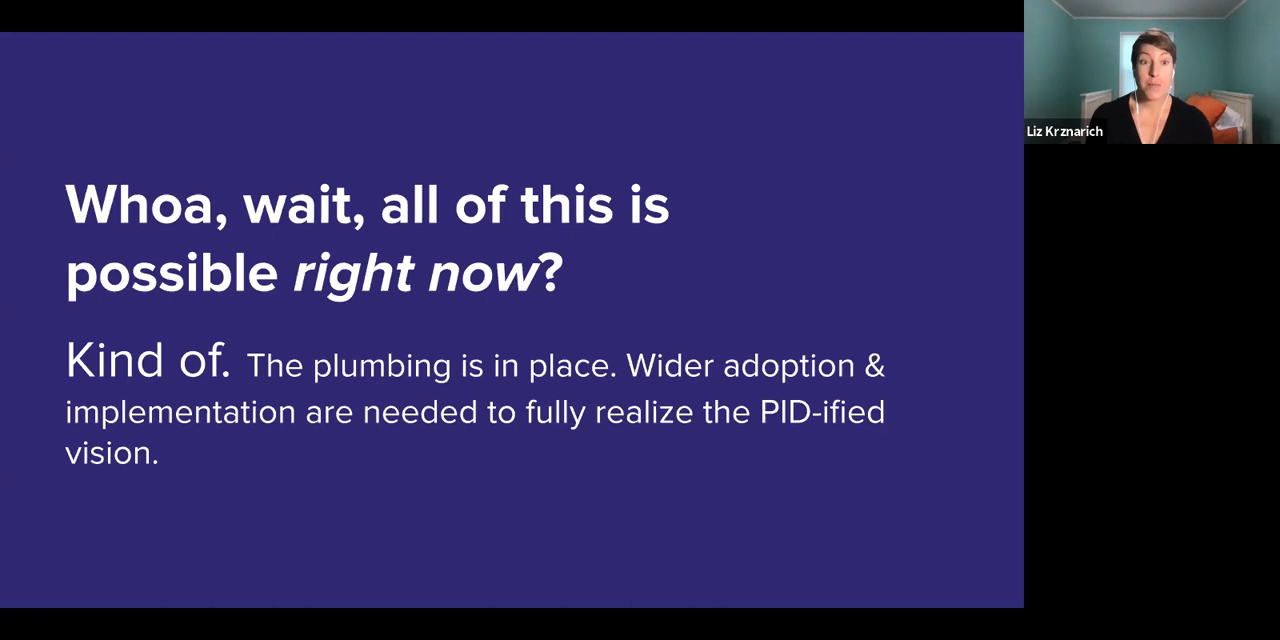 Whoa, wait, all of this is
possible right now?
Kind of. The plumbing is in place. Wider adoption &
implementation are needed to fully realize the PID-ified
vision.
Liz Krznarich